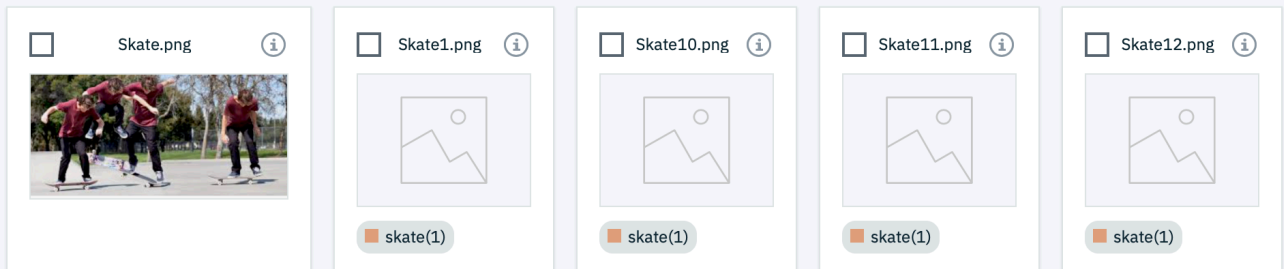 Skate.png
Skate1.png
Skate10.png
Skate11.png
Skate12.png
skate(1)
skate(1)
skate(1)
skate(1)